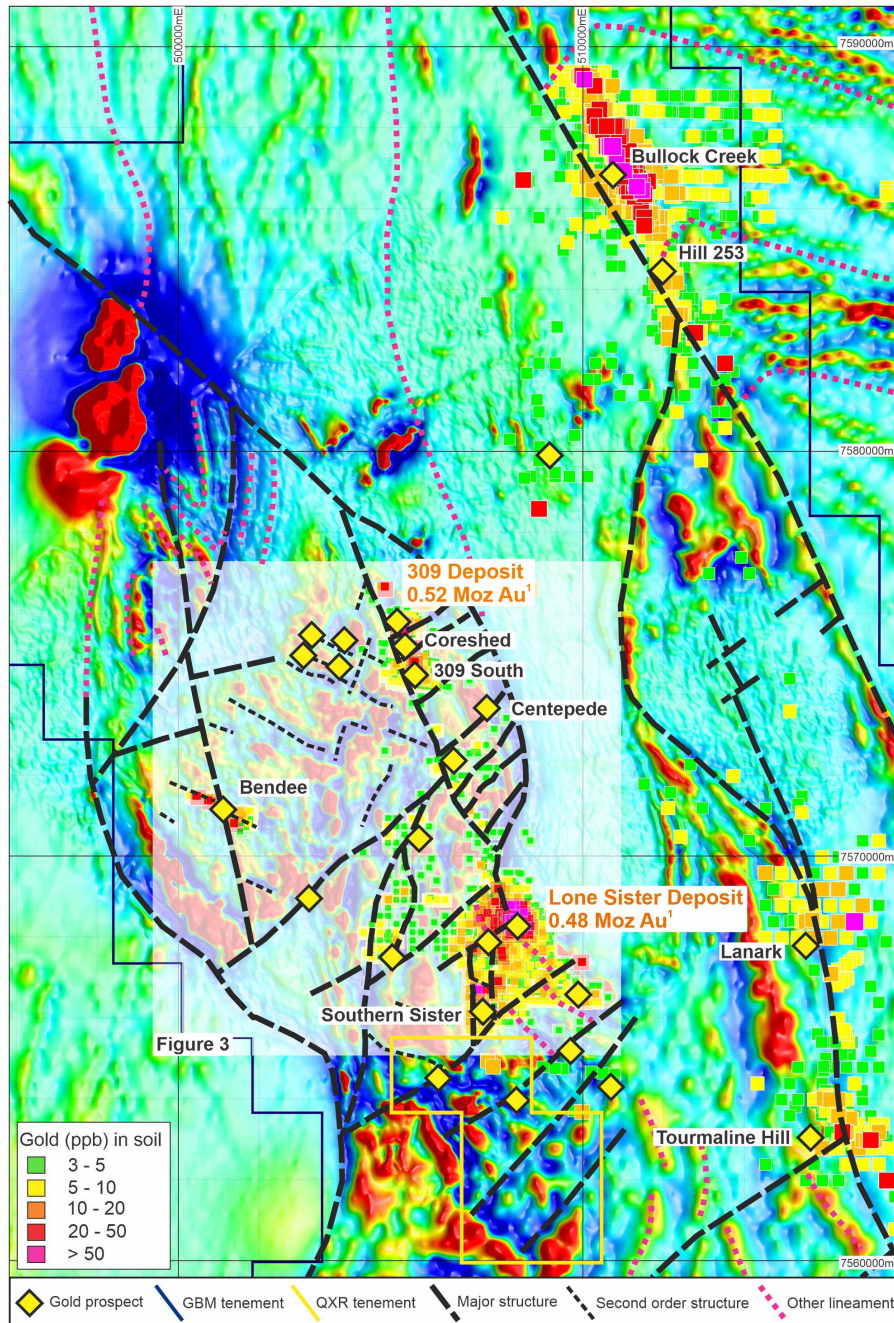 500000mE
510000mE
7590000m
Bullock Creek
Hill 253
7580000m
309 Deposit
0.52 Moz Au¹
Coreshed
309 South
Centepede
Bendee
7570000m
Lone Sister Deposit
0.48 Moz Au¹
Lanark
Southern Sister
Figure 3
Tourmaline Hill
Gold (ppb) in soil
3 - 5
5 - 10
10 - 20
20 - 50
> 50
7560000m
Gold prospect
GBM tenement
QXR tenement
Major structure
Second order structure
Other lineament